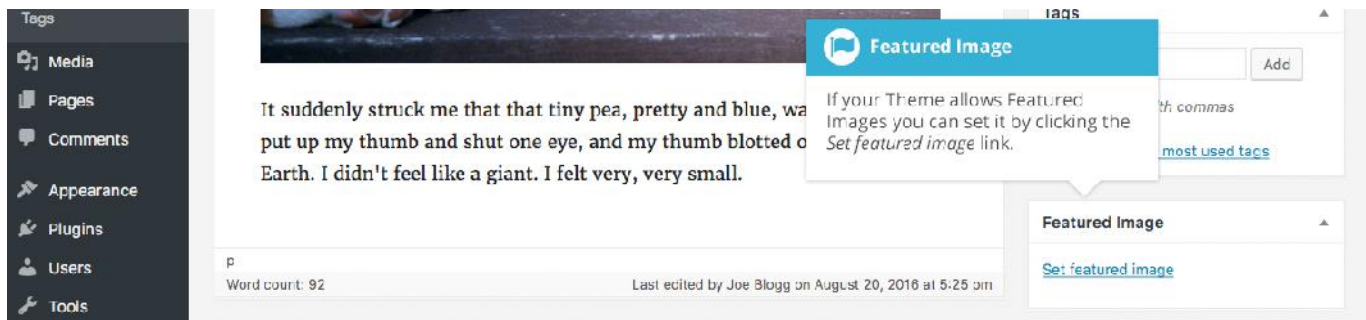 Tags
Media
Pages
Comments
Appearance
Plugins
Users
Tools
It suddenly struck me that that tiny pea, pretty and blue, wa
put up my thumb and shut one eye, and my thumb blotted o
Earth. I didn't feel like a giant. I felt very, very small.
p
Word count: 92
Last edited by Joe Blogg on August 20, 2016 at 5:25 pm
Featured Image
If your Theme allows Featured
Images you can set it by clicking the
Set featured image link.
Tags
Add
th commas
most used tags
Featured Image
Set featured image